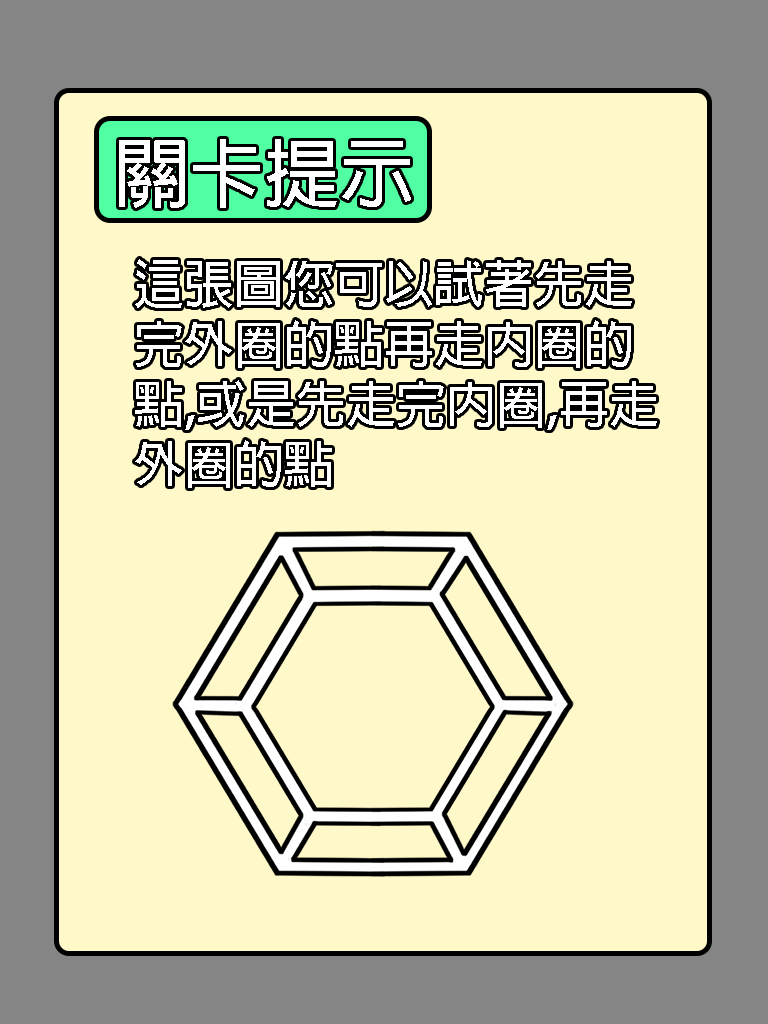 關卡提示
這張圖您可以試著先走
完外圈的點再走內圈的
點,或是先走完內圈,再走
外圈的點